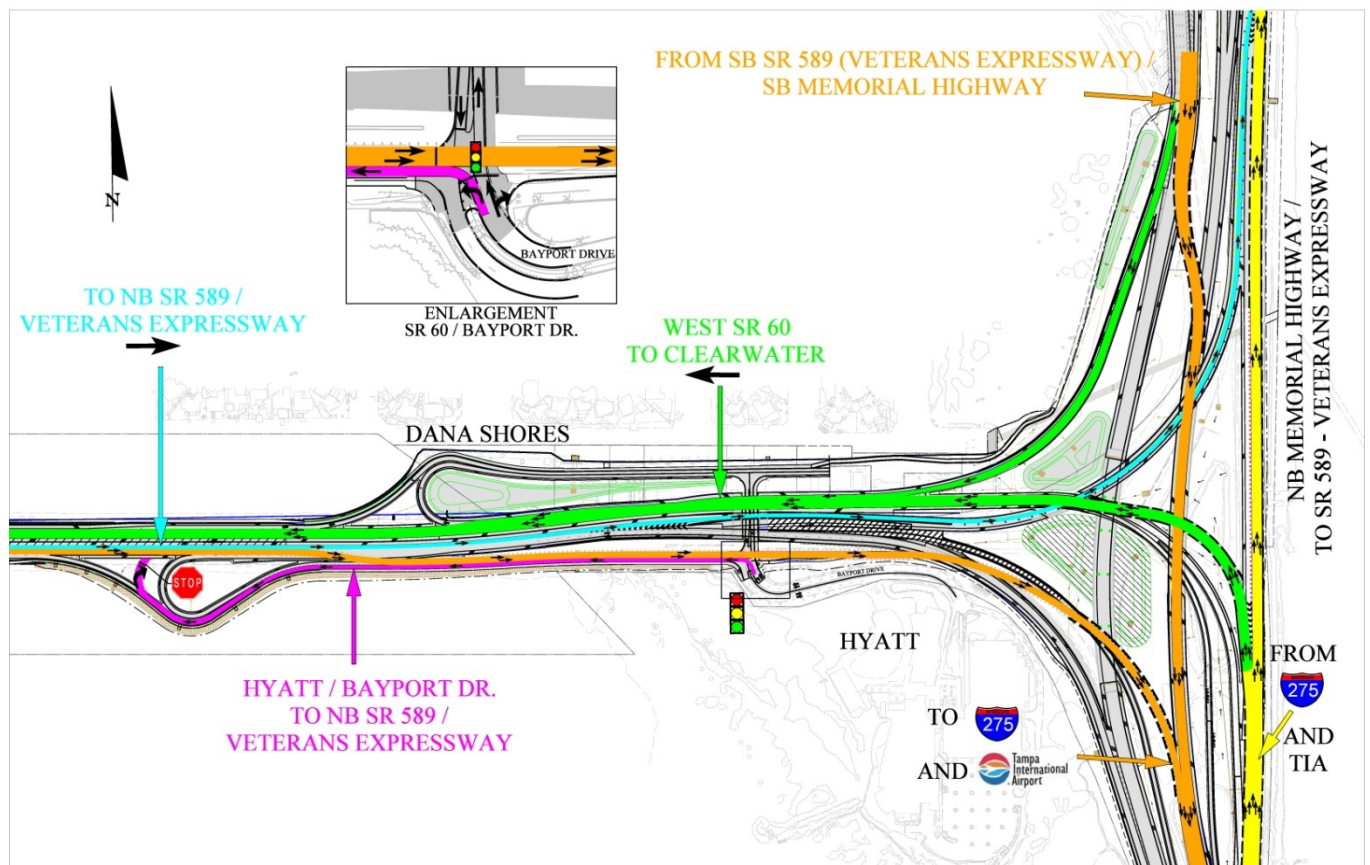 FROM SB SR 589 (VETERANS EXPRESSWAY) /
SB MEMORIAL HIGHWAY
N
BAYPORT DRIVE
ENLARGEMENT
SR 60 / BAYPORT DR.
TO NB SR 589 /
VETERANS EXPRESSWAY
WEST SR 60
TO CLEARWATER
NB MEMORIAL HIGHWAY /
TO SR 589 - VETERANS EXPRESSWAY
DANA SHORES
STOP
BAYPORT DRIVE
HYATT
HYATT / BAYPORT DR.
TO NB SR 589 /
VETERANS EXPRESSWAY
TO
275
AND
Tampa
International
Airport
FROM
275
AND
TIA